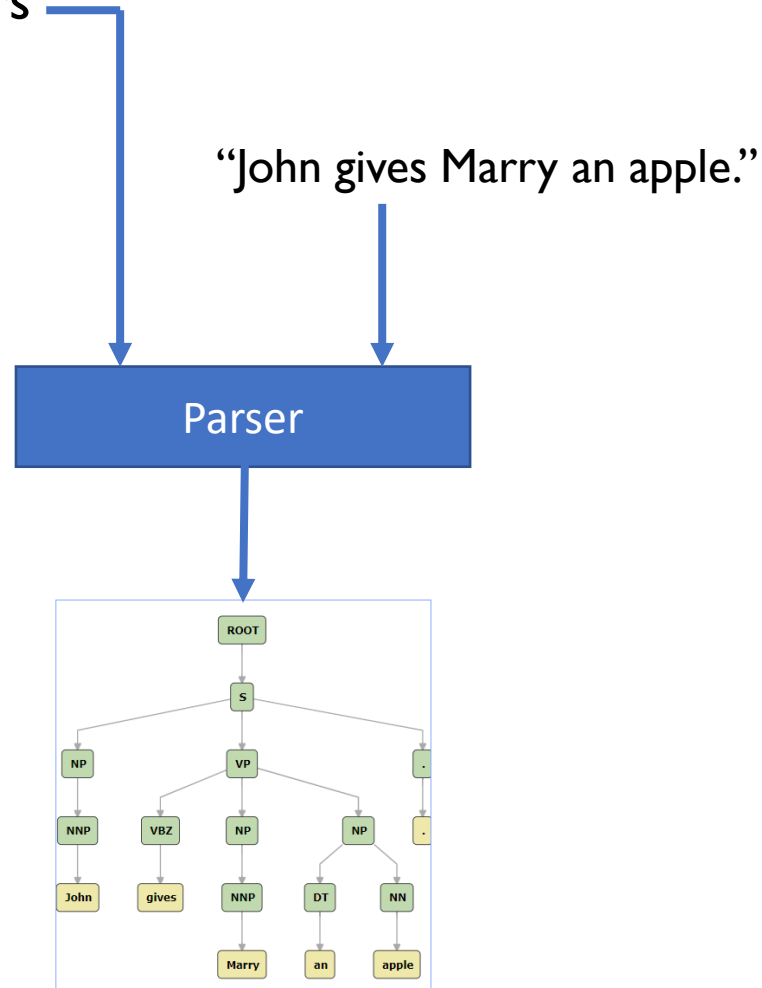 s
“John gives Marry an apple.”
Parser
ROOT
S
NP VP .
NNP VBZ NP NP .
John gives NNP DT NN
Marry an apple